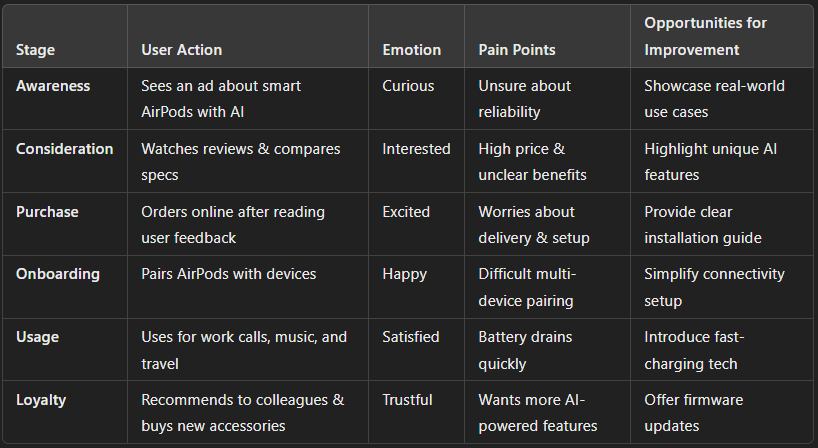 Stage User Action Emotion Pain Points Opportunities for
Improvement
Awareness Sees an ad about smart Curious Unsure about Showcase real-world
AirPods with AI reliability use cases
Consideration Watches reviews & compares Interested High price & Highlight unique AI
specs unclear benefits features
Purchase Orders online after reading Excited Worries about Provide clear
user feedback delivery & setup installation guide
Onboarding Pairs AirPods with devices Happy Difficult multi- Simplify connectivity
device pairing setup
Usage Uses for work calls, music, and Satisfied Battery drains Introduce fast-
travel quickly charging tech
Loyalty Recommends to colleagues & Trustful Wants more AI- Offer firmware
buys new accessories powered features updates